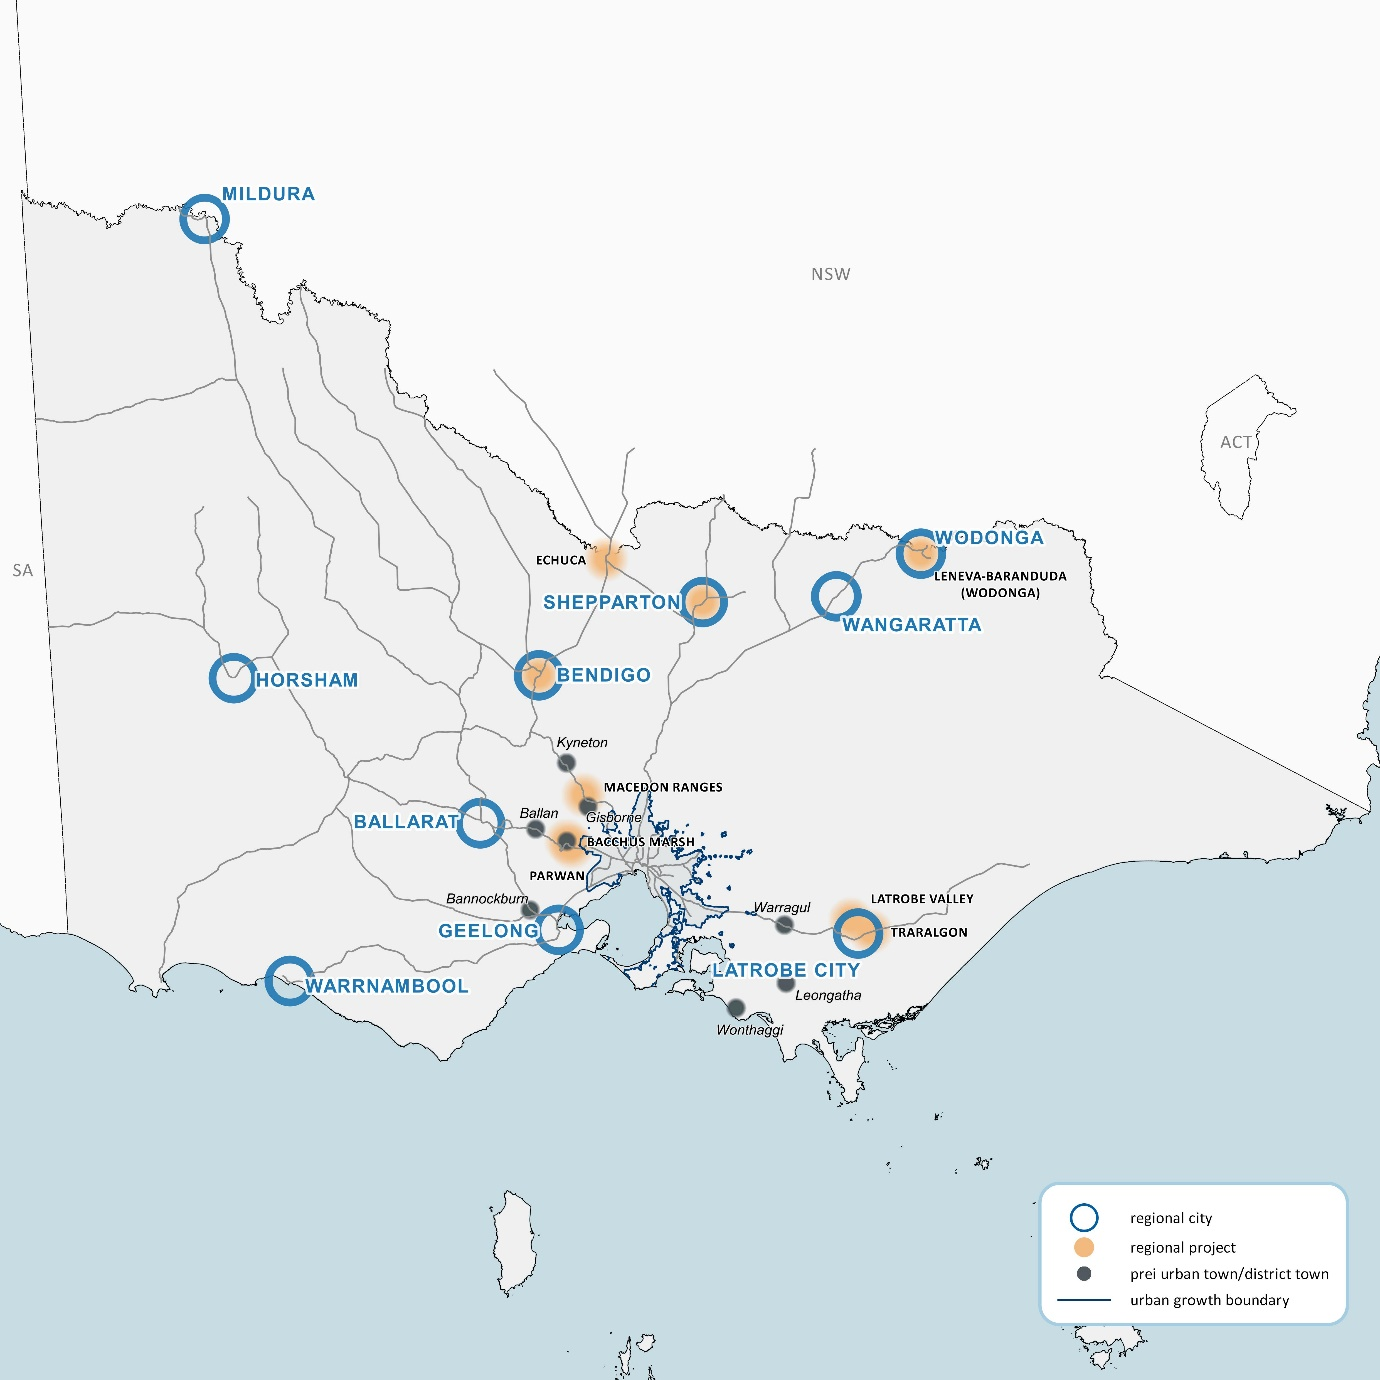 MILDURA
NSW
ACT
SA
WODONGA
ECHUCA
LENEVA-BARANDUDA
(WODONGA)
SHEPPARTON
WANGARATTA
BENDIGO
HORSHAM
Kyneton
MACEDON RANGES
Gisborne
Ballan
BALLARAT
BACCHUS MARSH
PARWAN
Bannockburn
LATROBE VALLEY
Warragul
GEELONG
TRARALGON
LATROBE CITY
WARRNAMBOOL
Leongatha
Wonthaggi
regional city
regional project
prei urban town/district town
urban growth boundary